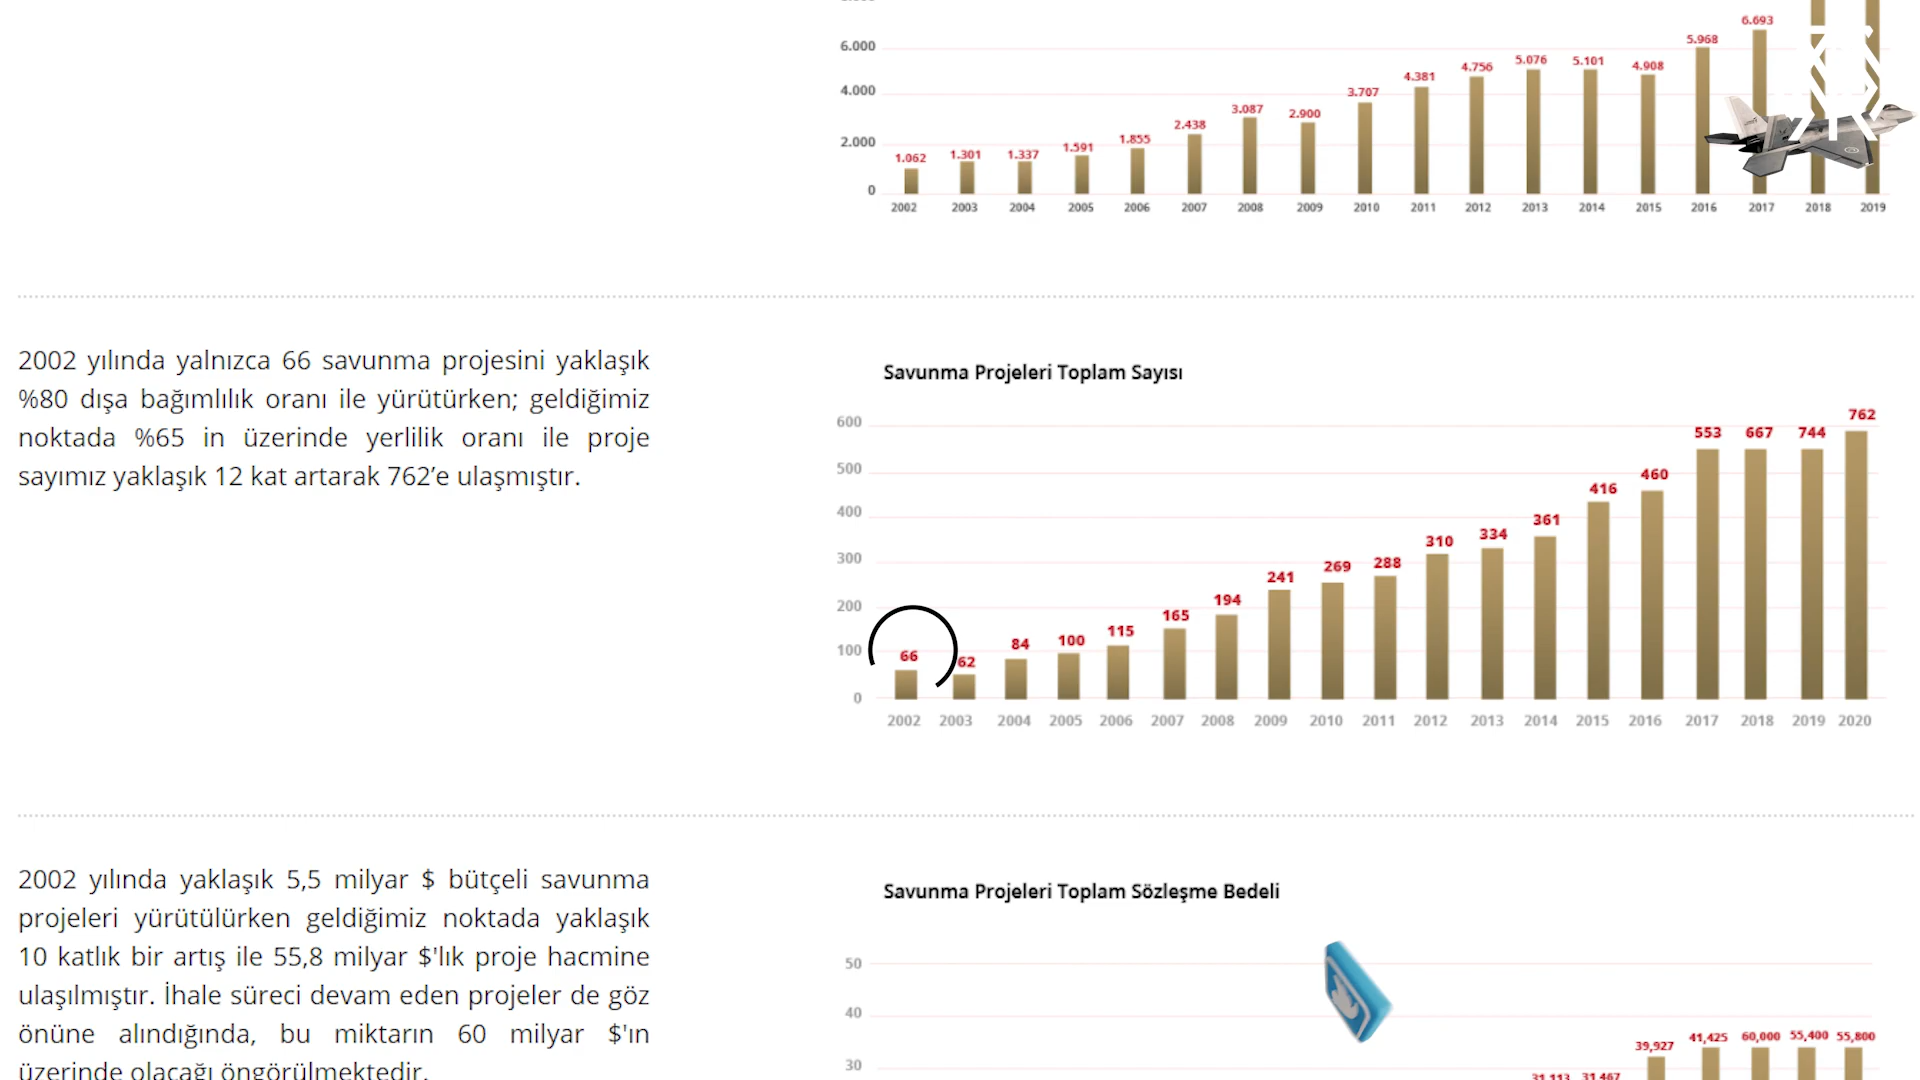 6.000
4.000
2.000
0
1.062 1.301 1.337 1.591 1.855 2.438 3.087 2.900 3.707 4.381 4.756 5.076 5.101 4.908 5.968 6.693
2002 2003 2004 2005 2006 2007 2008 2009 2010 2011 2012 2013 2014 2015 2016 2017 2018 2019
2002 yılında yalnızca 66 savunma projesini yaklaşık
%80 dışa bağımlılık oranı ile yürütürken; geldiğimiz
noktada %65 in üzerinde yerlilik oranı ile proje
sayımız yaklaşık 12 kat artarak 762’e ulaşmıştır.
Savunma Projeleri Toplam Sayısı
600
500
400
300
200
100
0
66 62 84 100 115 165 194 241 269 288 310 334 361 416 460 553 667 744 762
2002 2003 2004 2005 2006 2007 2008 2009 2010 2011 2012 2013 2014 2015 2016 2017 2018 2019 2020
2002 yılında yaklaşık 5,5 milyar $ bütçeli savunma
projeleri yürütülürken geldiğimiz noktada yaklaşık
10 katlık bir artış ile 55,8 milyar $'lık proje hacmine
ulaşılmıştır. İhale süreci devam eden projeler de göz
önüne alındığında, bu miktarın 60 milyar $'ın
üzerinde olacağı öngörülmektedir.
Savunma Projeleri Toplam Sözleşme Bedeli
50
40
30
31,113 31,467 39,927 41,425 60,000 55,400 55,800